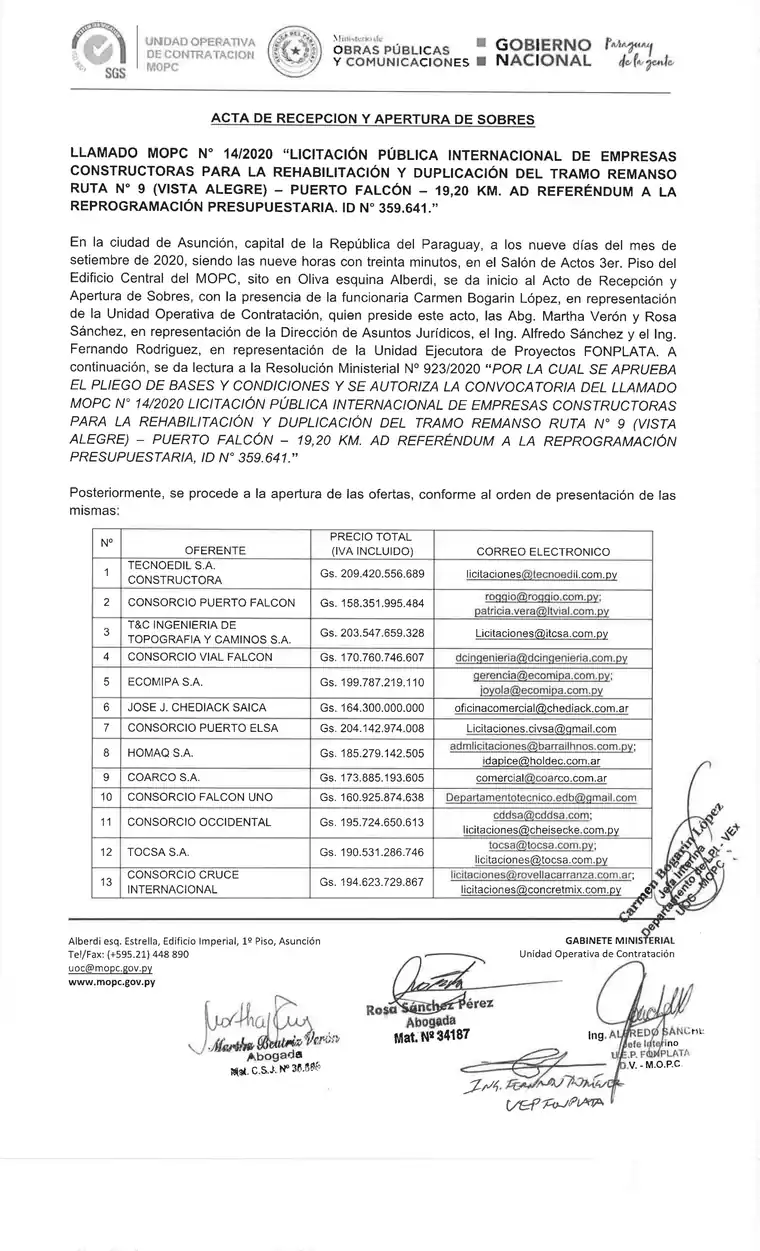 SGS
UNIDAD OPERATIVA
DE CONTRATACION
MOPC
Ministerio de
OBRAS PÚBLICAS
Y COMUNICACIONES
GOBIERNO
NACIONAL
Paraguay
de la gente
ACTA DE RECEPCION Y APERTURA DE SOBRES
LLAMADO MOPC N° 14/2020 “LICITACIÓN PÚBLICA INTERNACIONAL DE EMPRESAS
CONSTRUCTORAS PARA LA REHABILITACIÓN Y DUPLICACIÓN DEL TRAMO REMANSO
RUTA N° 9 (VISTA ALEGRE) – PUERTO FALCÓN – 19,20 KM. AD REFERÉNDUM A LA
REPROGRAMACIÓN PRESUPUESTARIA. ID N° 359.641.”
En la ciudad de Asunción, capital de la República del Paraguay, a los nueve días del mes de
setiembre de 2020, siendo las nueve horas con treinta minutos, en el Salón de Actos 3er. Piso del
Edificio Central del MOPC, sito en Oliva esquina Alberdi, se da inicio al Acto de Recepción y
Apertura de Sobres, con la presencia de la funcionaria Carmen Bogarin López, en representación
de la Unidad Operativa de Contratación, quien preside este acto, las Abg. Martha Verón y Rosa
Sánchez, en representación de la Dirección de Asuntos Jurídicos, el Ing. Alfredo Sánchez y el Ing.
Fernando Rodriguez, en representación de la Unidad Ejecutora de Proyectos FONPLATA. A
continuación, se da lectura a la Resolución Ministerial Nº 923/2020 “POR LA CUAL SE APRUEBA
EL PLIEGO DE BASES Y CONDICIONES Y SE AUTORIZA LA CONVOCATORIA DEL LLAMADO
MOPC N° 14/2020 LICITACIÓN PÚBLICA INTERNACIONAL DE EMPRESAS CONSTRUCTORAS
PARA LA REHABILITACIÓN Y DUPLICACIÓN DEL TRAMO REMANSO RUTA N° 9 (VISTA
ALEGRE) – PUERTO FALCÓN – 19,20 KM. AD REFERÉNDUM A LA REPROGRAMACIÓN
PRESUPUESTARIA, ID N° 359.641.”
Posteriormente, se procede a la apertura de las ofertas, conforme al orden de presentación de las
mismas:
Nº OFERENTE PRECIO TOTAL (IVA INCLUIDO) CORREO ELECTRONICO
1 TECNOEDIL S.A. CONSTRUCTORA Gs. 209.420.556.689 licitaciones@tecnoedil.com.py
2 CONSORCIO PUERTO FALCON Gs. 158.351.995.484 roggio@roggio.com.py; patricia.vera@ltvial.com.py
3 T&C INGENIERIA DE TOPOGRAFIA Y CAMINOS S.A. Gs. 203.547.659.328 Licitaciones@itcsa.com.py
4 CONSORCIO VIAL FALCON Gs. 170.760.746.607 dcingenieria@dcingenieria.com.py
5 ECOMIPA S.A. Gs. 199.787.219.110 gerencia@ecomipa.com.py; joyola@ecomipa.com.py
6 JOSE J. CHEDIACK SAICA Gs. 164.300.000.000 oficinacomercial@chediack.com.ar
7 CONSORCIO PUERTO ELSA Gs. 204.142.974.008 Licitaciones.civsa@gmail.com
8 HOMAQ S.A. Gs. 185.279.142.505 admlicitaciones@barrailhnos.com.py; idapice@holdec.com.ar
9 COARCO S.A. Gs. 173.885.193.605 comercial@coarco.com.ar
10 CONSORCIO FALCON UNO Gs. 160.925.874.638 Departamentotecnico.edb@gmail.com
11 CONSORCIO OCCIDENTAL Gs. 195.724.650.613 cddsa@cddsa.com; licitaciones@cheisecke.com.py
12 TOCSA S.A. Gs. 190.531.286.746 tocsa@tocsa.com.py; licitaciones@tocsa.com.py
13 CONSORCIO CRUCE INTERNACIONAL Gs. 194.623.729.867 licitaciones@rovellacarranza.com.ar; licitaciones@concretmix.com.py
Carmen Bogarin López
Jefa Interina
Departamento de LPI - VEx
UOC - MOPC
Alberdi esq. Estrella, Edificio Imperial, 1º Piso, Asunción
Tel/Fax: (+595.21) 448 890
uoc@mopc.gov.py
www.mopc.gov.py
GABINETE MINISTERIAL
Unidad Operativa de Contratación
Martha Beatriz Verón
Abogada
Mat. C.S.J. Nº
Rosa Sánchez Pérez
Abogada
Mat. Nº 34187
Ing. ALFREDO SÁNCHE
Jefe Interino
U.E.P. FONPLATA
D.V. - M.O.P.C
ING.
UEP FONPLATA